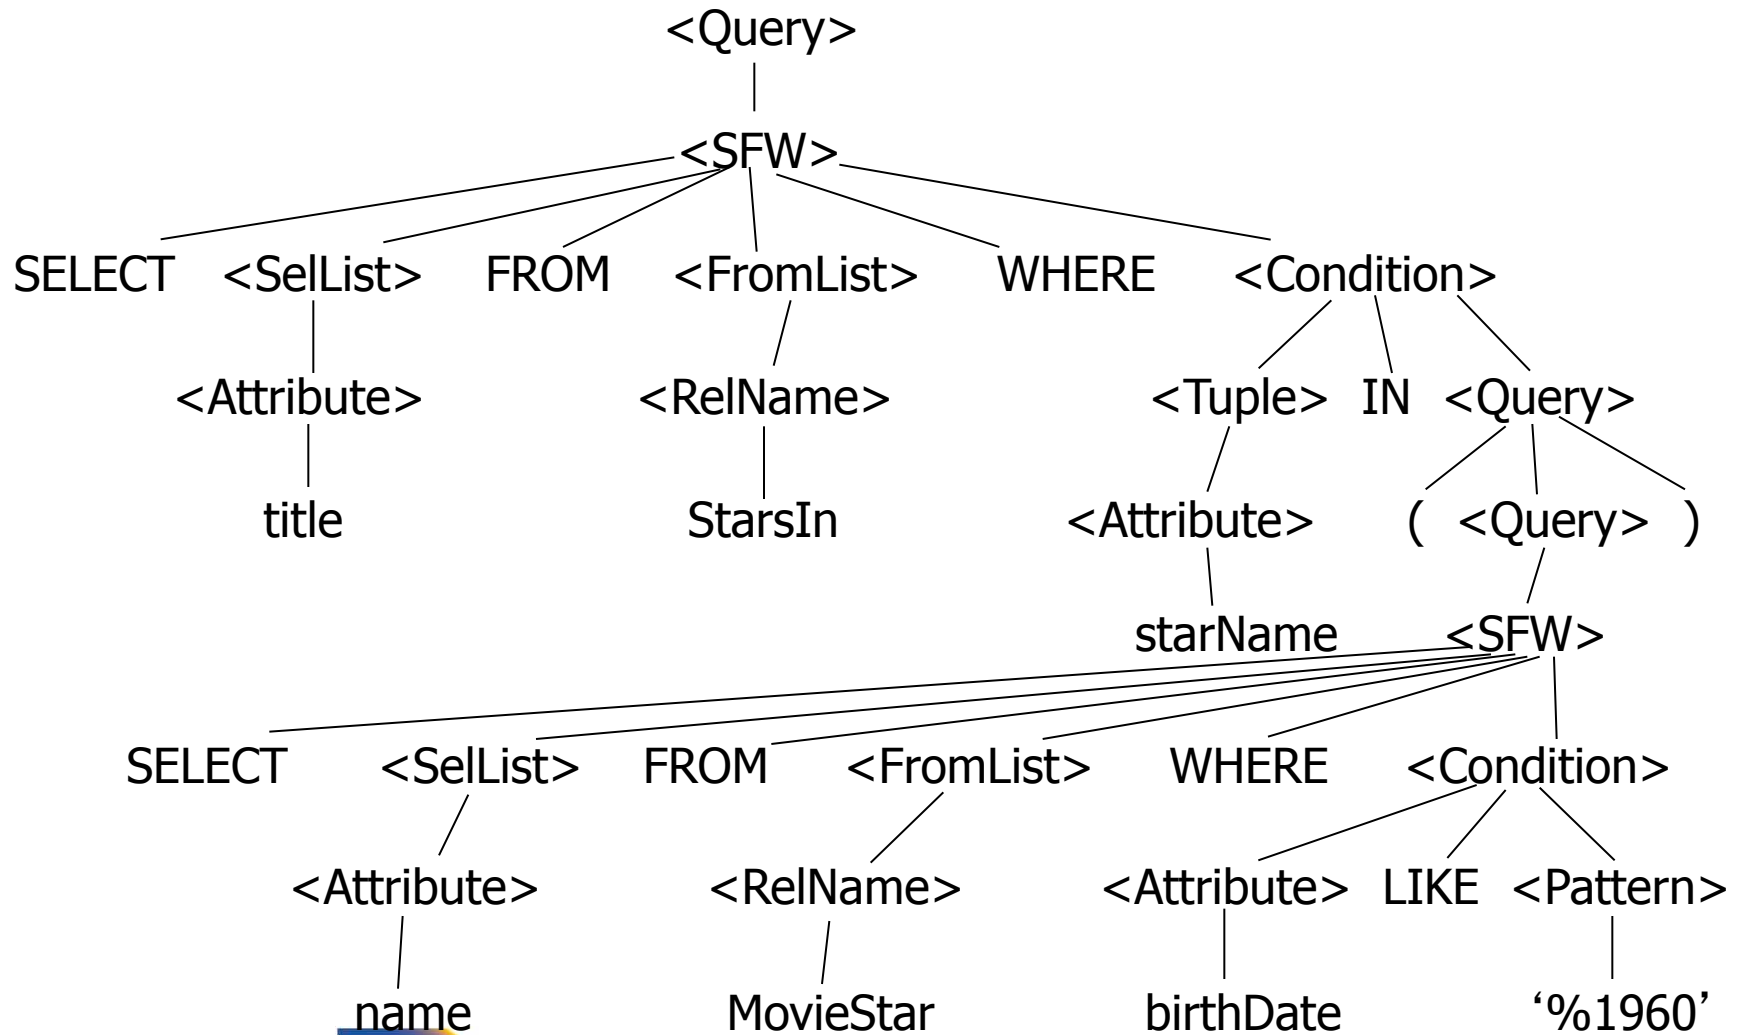 <Query>
<SFW>
SELECT <SelList> FROM <FromList> WHERE <Condition>
<Attribute> <RelName> <Tuple> IN <Query>
title StarsIn <Attribute> ( <Query> )
starName <SFW>
SELECT <SelList> FROM <FromList> WHERE <Condition>
<Attribute> <RelName> <Attribute> LIKE <Pattern>
name MovieStar birthDate ‘%1960’